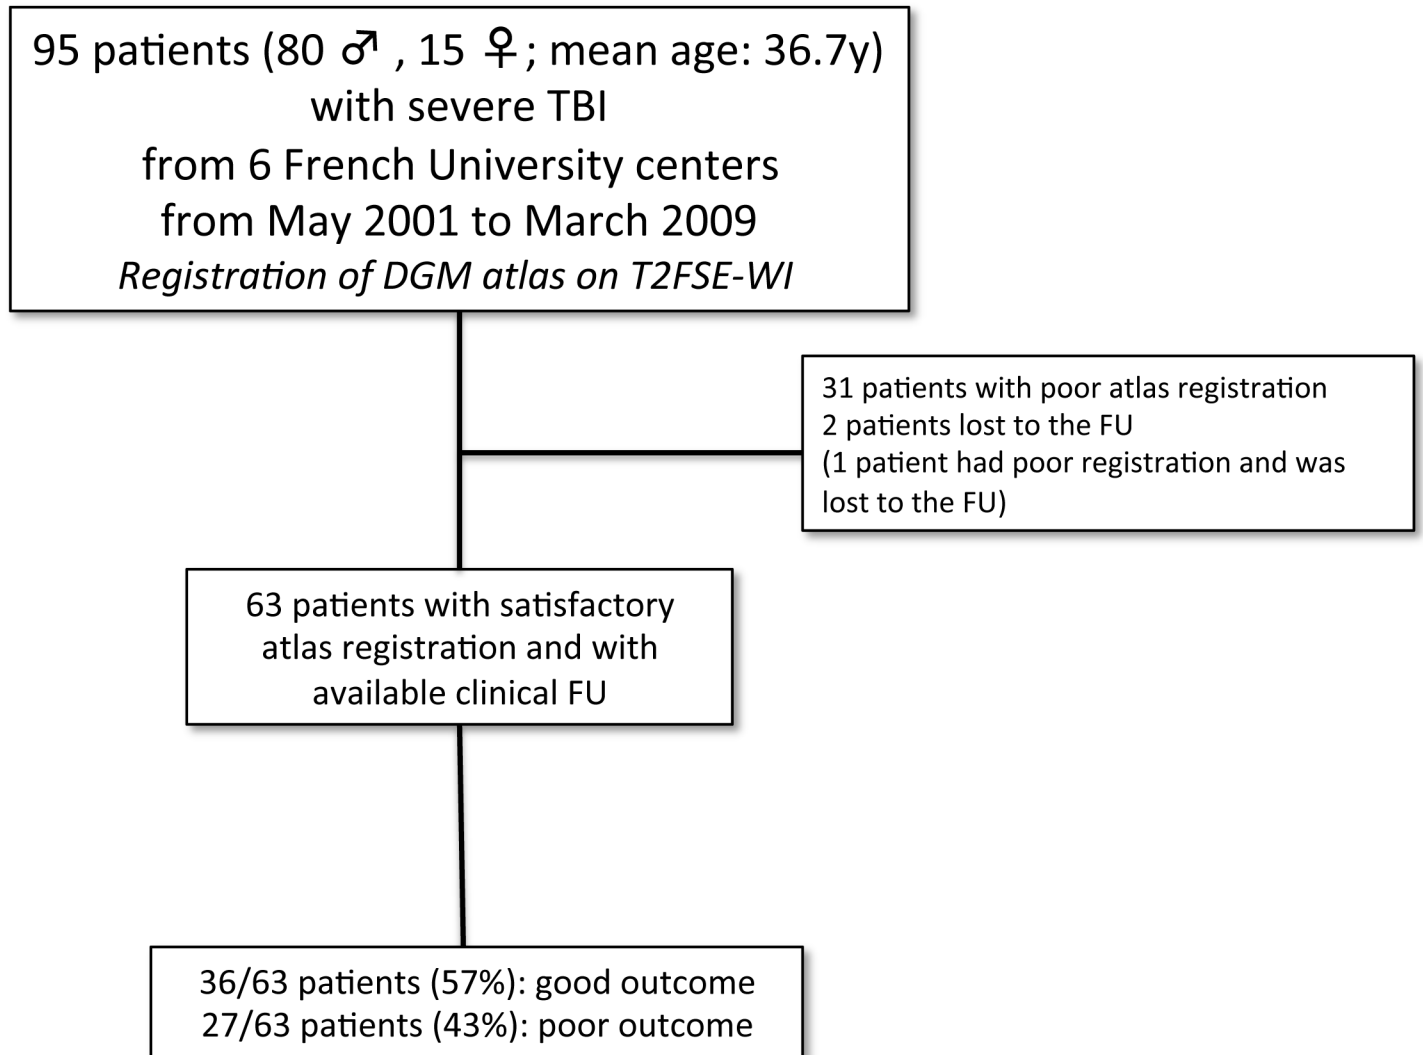 95 patients (80 ♂ , 15 ♀; mean age: 36.7y)
with severe TBI
from 6 French University centers
from May 2001 to March 2009
Registration of DGM atlas on T2FSE-WI
31 patients with poor atlas registration
2 patients lost to the FU
(1 patient had poor registration and was
lost to the FU)
63 patients with satisfactory
atlas registration and with
available clinical FU
36/63 patients (57%): good outcome
27/63 patients (43%): poor outcome